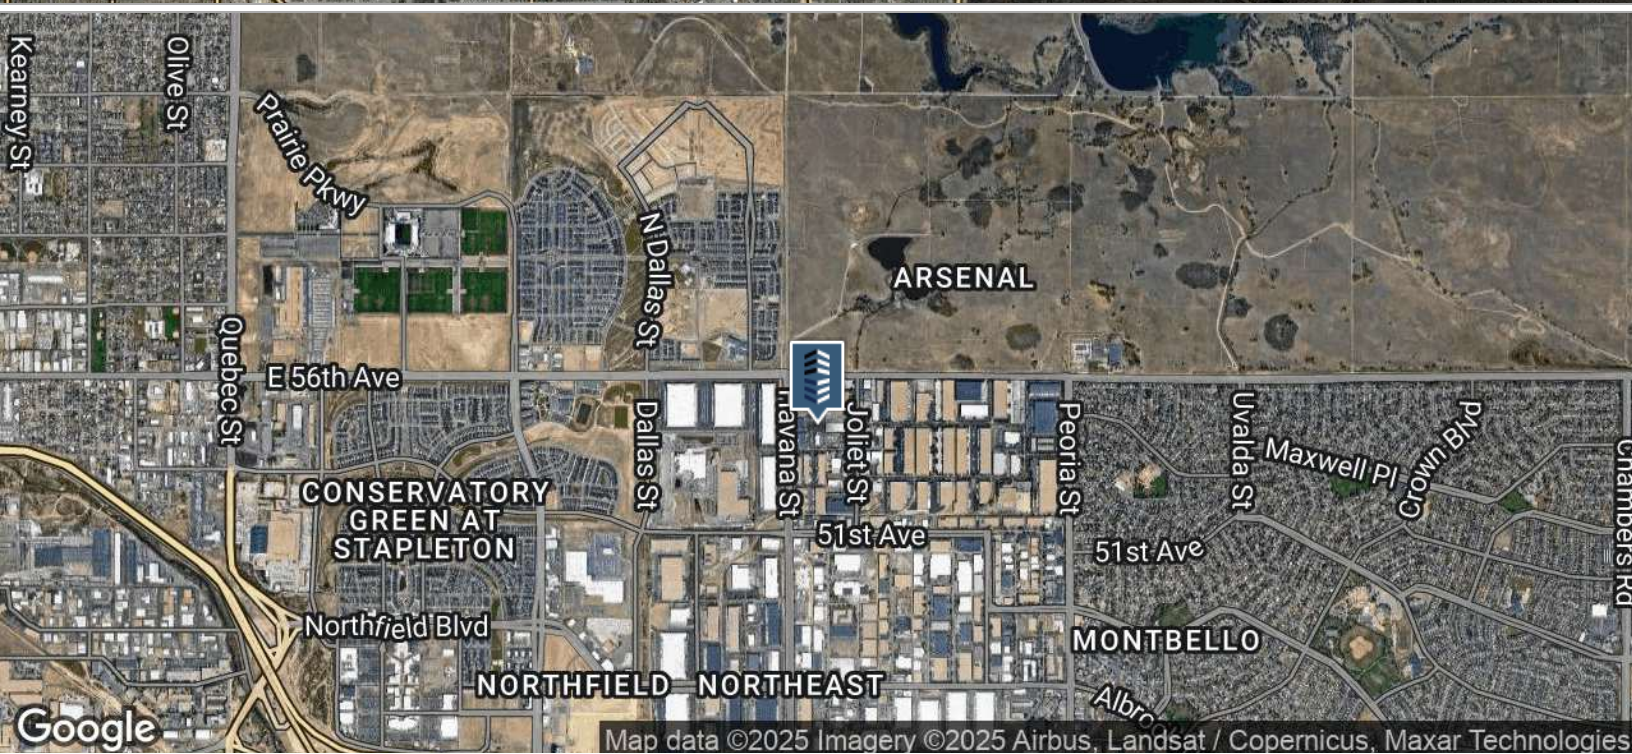 Kearney St
Olive St
Prairie Pkwy
N Dallas St
ARSENAL
Quebec St
E 56th Ave
Dallas St
Havana St
Joliet St
Peoria St
Uvalda St
Maxwell Pl
Crown Blvd
Chambers Rd
CONSERVATORY
GREEN AT
STAPLETON
51st Ave
51st Ave
Northfield Blvd
MONTBELLO
NORTHFIELD
NORTHEAST
Google
Map data ©2025 Imagery ©2025 Airbus, Landsat / Copernicus, Maxar Technologies